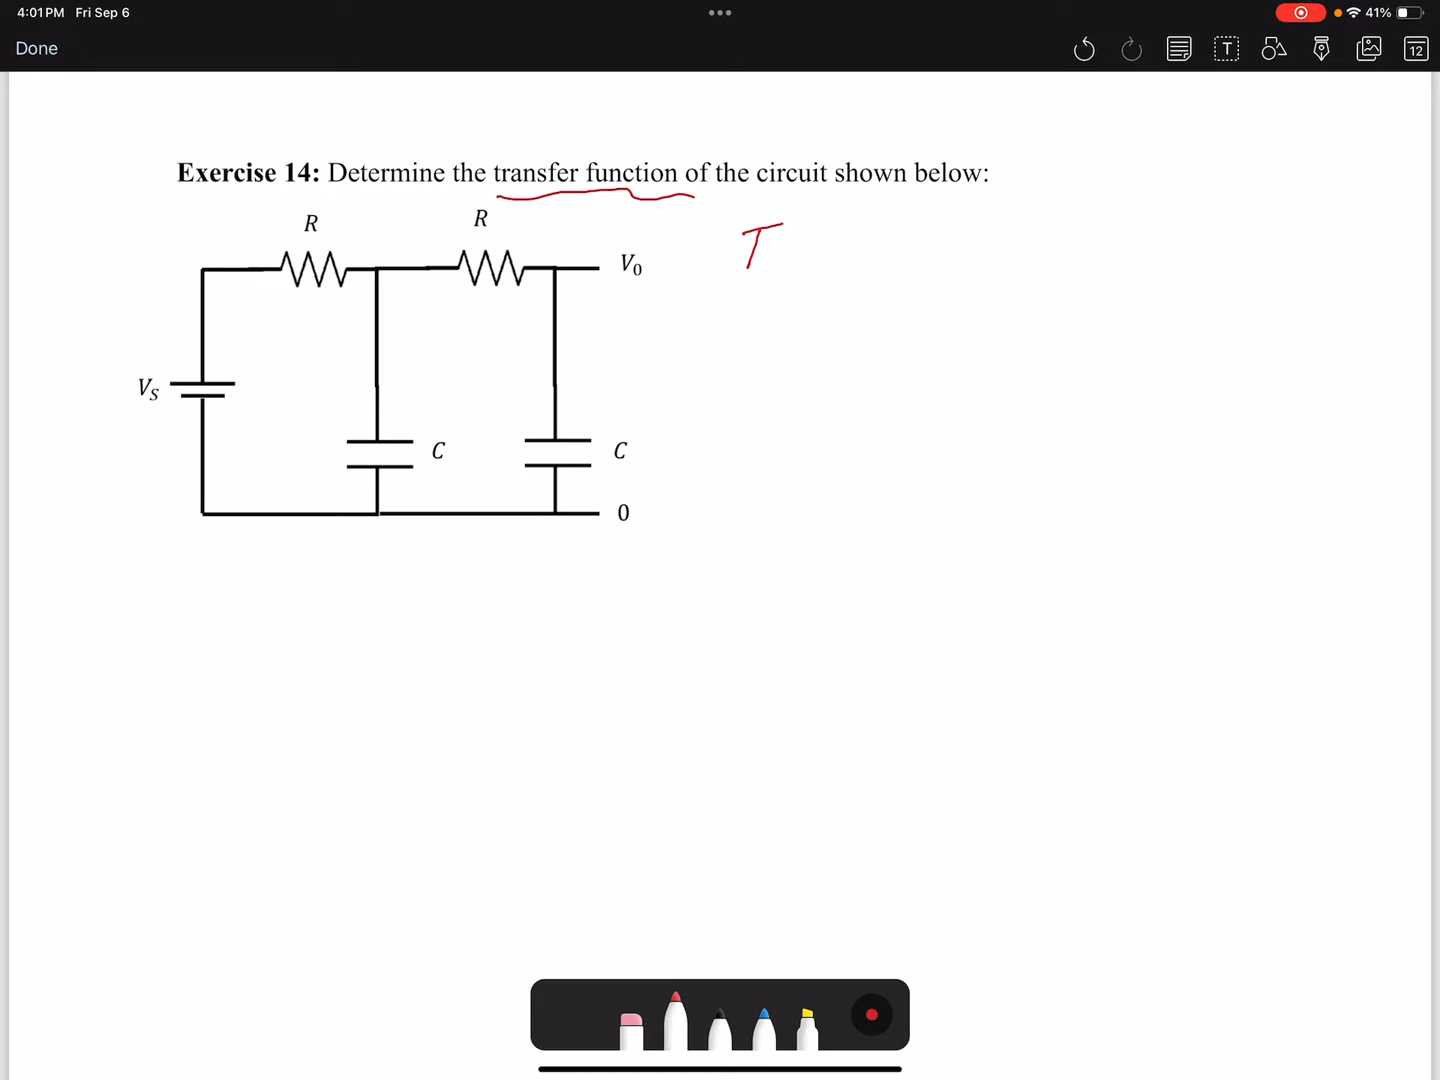 4:01 PM Fri Sep 6
41%
Done
T
12
Exercise 14: Determine the transfer function of the circuit shown below:
R
R
V₀
T
V_S
C
C
0